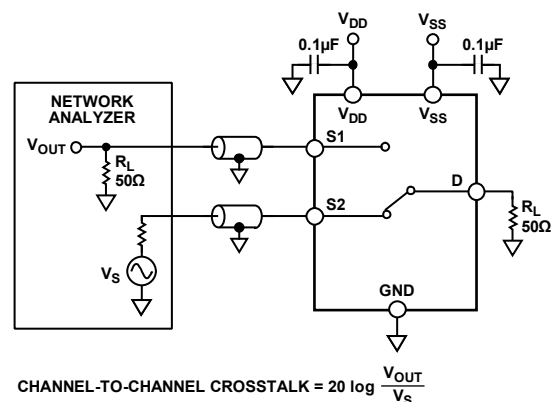 VDD
VSS
0.1µF
0.1µF
VDD
VSS
NETWORK
ANALYZER
VOUT
RL
50Ω
S1
S2
D
RL
50Ω
VS
GND
CHANNEL-TO-CHANNEL CROSSTALK = 20 log VOUT
VS